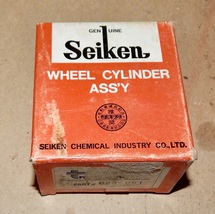 GENUINE
Seiken
WHEEL CYLINDER
ASS'Y
SEIKEN CHEMICAL INDUSTRY CO., LTD.